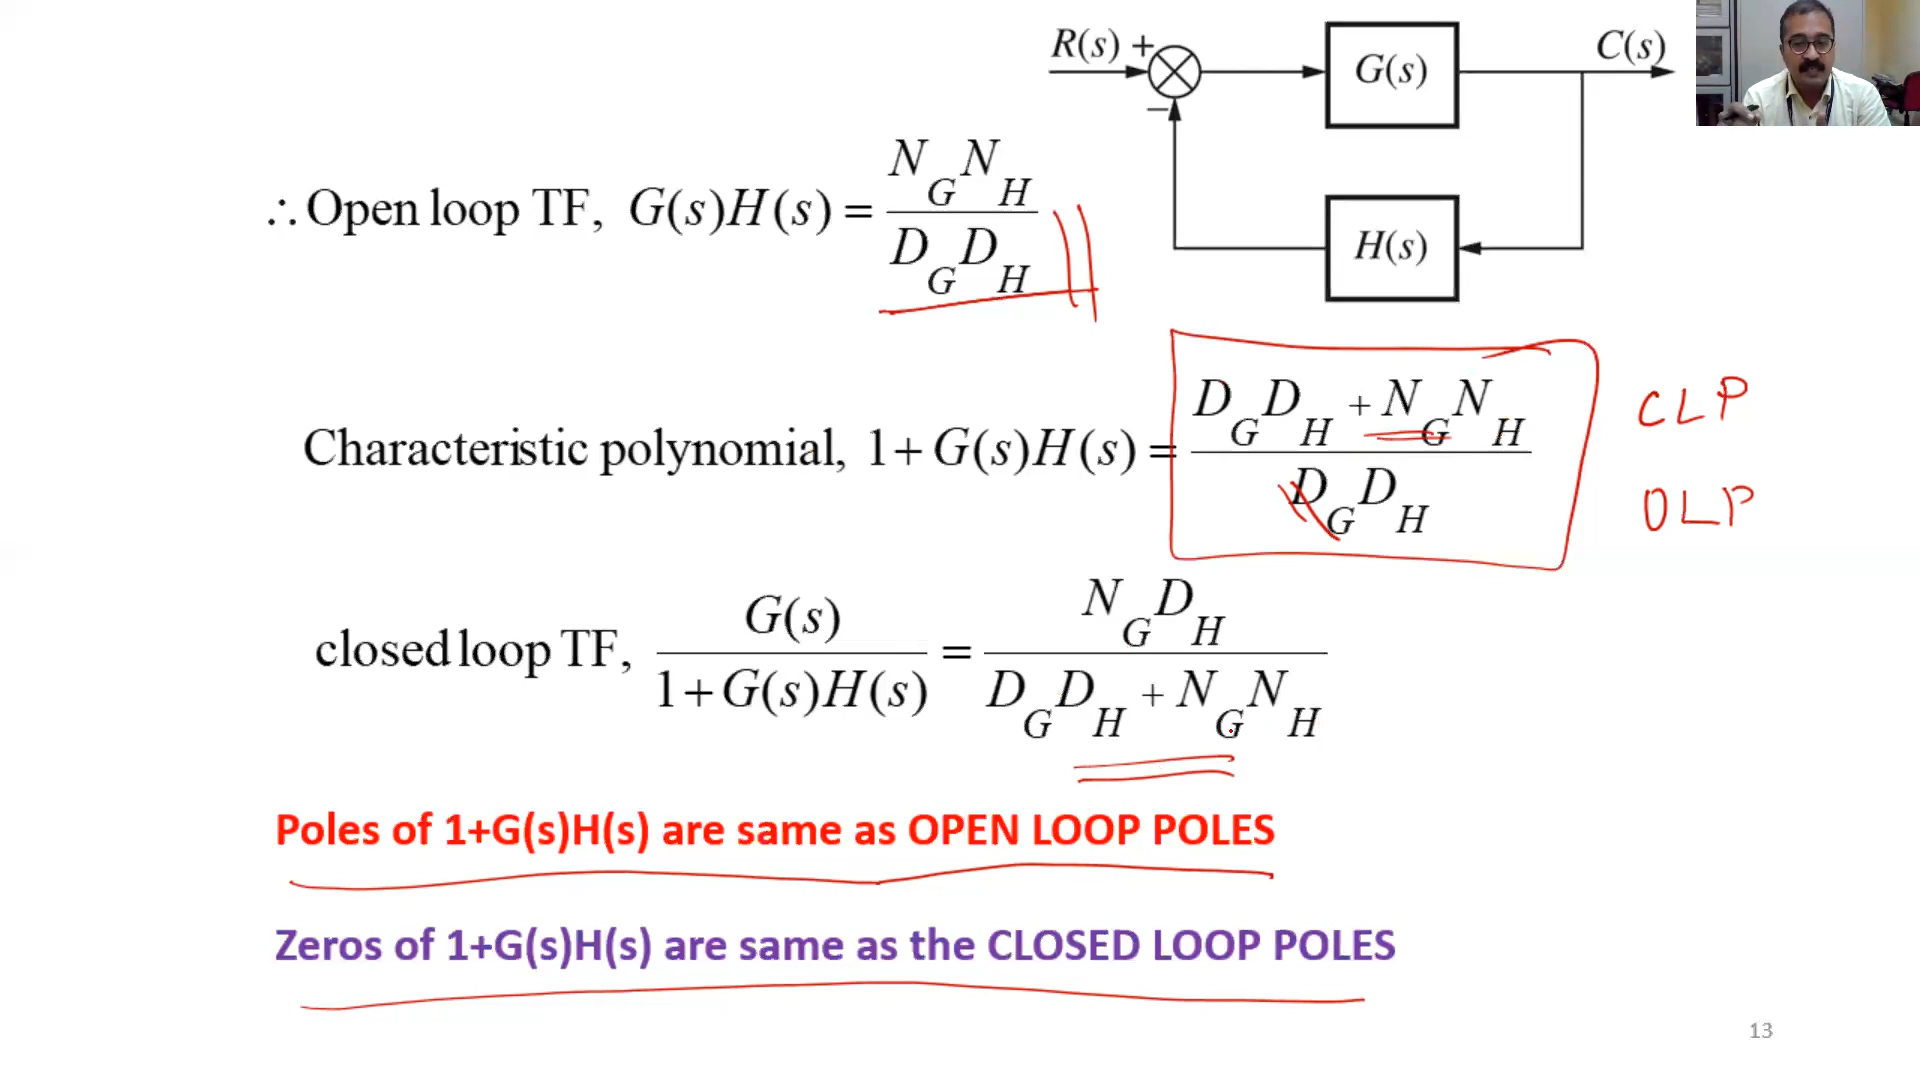 R(s) +
G(s)
C(s)
−
H(s)
∴ Open loop TF, G(s)H(s) = N_G N_H / D_G D_H
Characteristic polynomial, 1+G(s)H(s) = D_G D_H + N_G N_H / D_G D_H
CLP
OLP
closed loop TF, G(s) / 1+G(s)H(s) = N_G D_H / D_G D_H + N_G N_H
Poles of 1+G(s)H(s) are same as OPEN LOOP POLES
Zeros of 1+G(s)H(s) are same as the CLOSED LOOP POLES
13